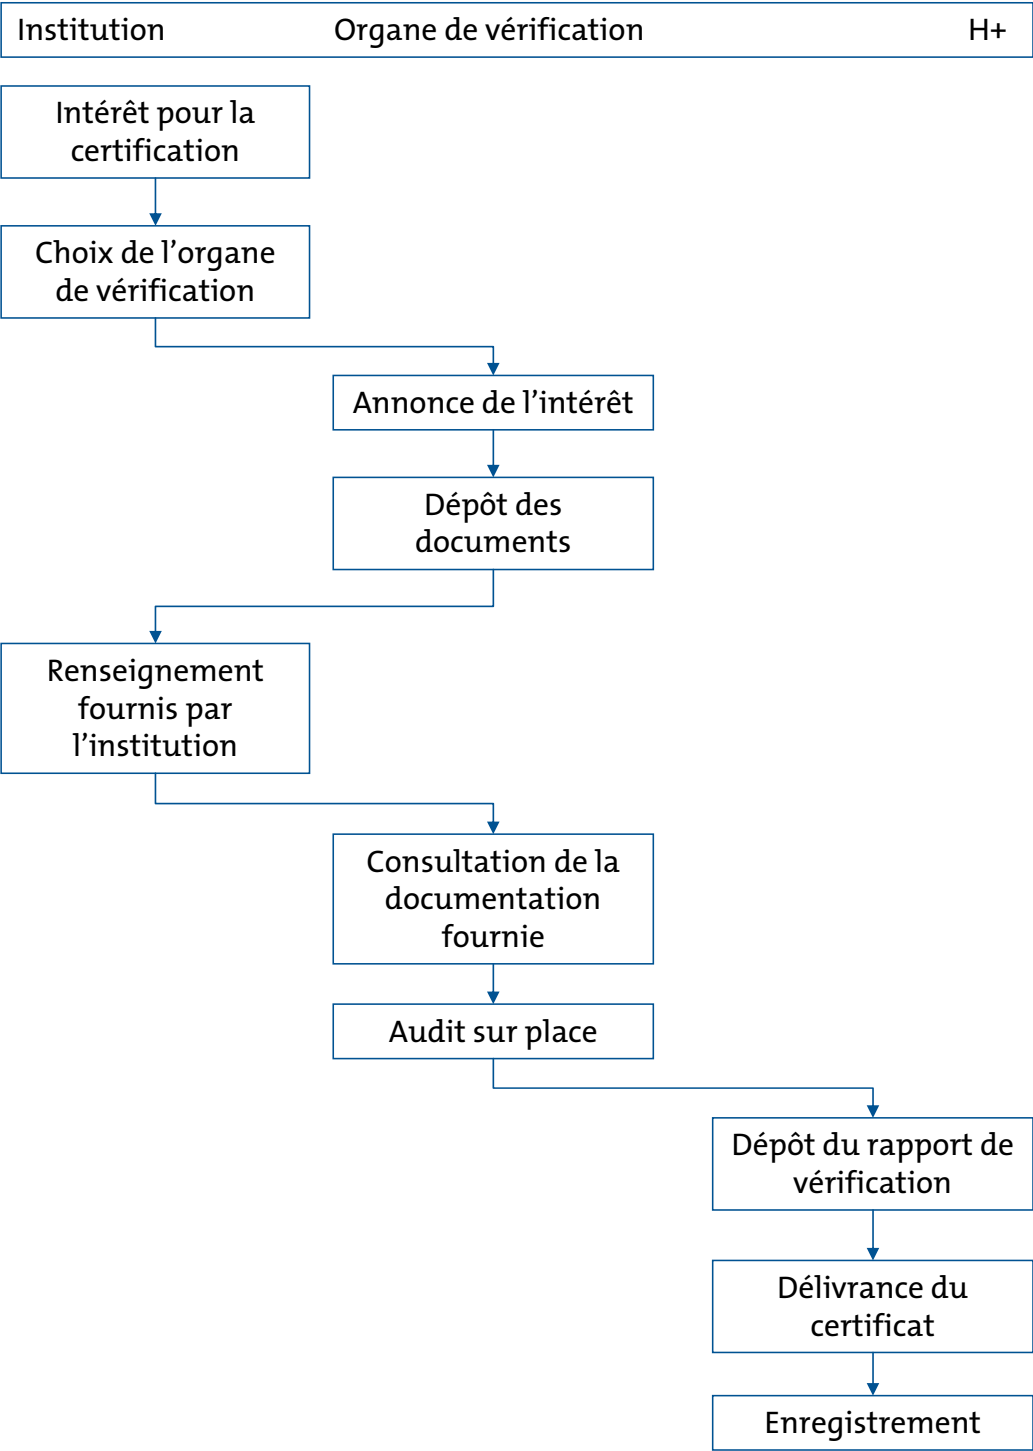 Institution Organe de vérification H+
Intérêt pour la
certification
Choix de l'organe
de vérification
Annonce de l'intérêt
Dépôt des
documents
Renseignement
fournis par
l'institution
Consultation de la
documentation
fournie
Audit sur place
Dépôt du rapport de
vérification
Délivrance du
certificat
Enregistrement